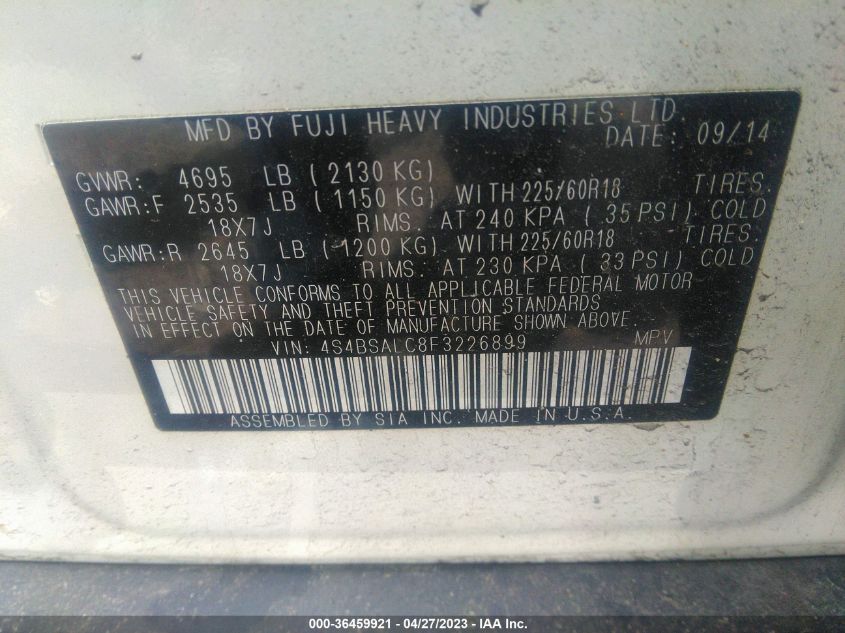 MFD BY FUJI HEAVY INDUSTRIES LTD.
DATE: 09/14
GVWR: 4695 LB ( 2130 KG)
GAWR:F 2535 LB ( 1150 KG) WITH 225/60R18 TIRES.
18X7J RIMS. AT 240 KPA ( 35 PSI) COLD
GAWR:R 2645 LB ( 1200 KG) WITH 225/60R18 TIRES.
18X7J RIMS. AT 230 KPA ( 33 PSI) COLD
THIS VEHICLE CONFORMS TO ALL APPLICABLE FEDERAL MOTOR
VEHICLE SAFETY AND THEFT PREVENTION STANDARDS
IN EFFECT ON THE DATE OF MANUFACTURE SHOWN ABOVE.
VIN: 4S4BSALC8F3226899 MPV
ASSEMBLED BY SIA INC. MADE IN U.S.A.
000-36459921 - 04/27/2023 - IAA Inc.